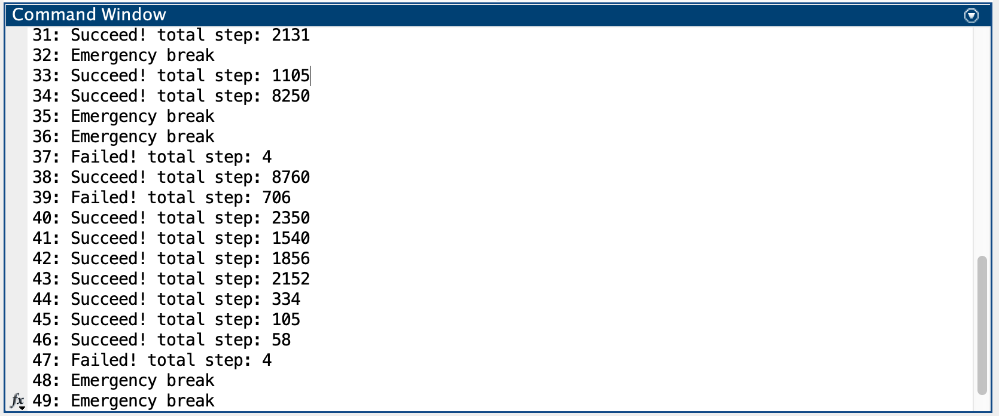 Command Window
31: Succeed! total step: 2131
32: Emergency break
33: Succeed! total step: 1105
34: Succeed! total step: 8250
35: Emergency break
36: Emergency break
37: Failed! total step: 4
38: Succeed! total step: 8760
39: Failed! total step: 706
40: Succeed! total step: 2350
41: Succeed! total step: 1540
42: Succeed! total step: 1856
43: Succeed! total step: 2152
44: Succeed! total step: 334
45: Succeed! total step: 105
46: Succeed! total step: 58
47: Failed! total step: 4
48: Emergency break
fx 49: Emergency break